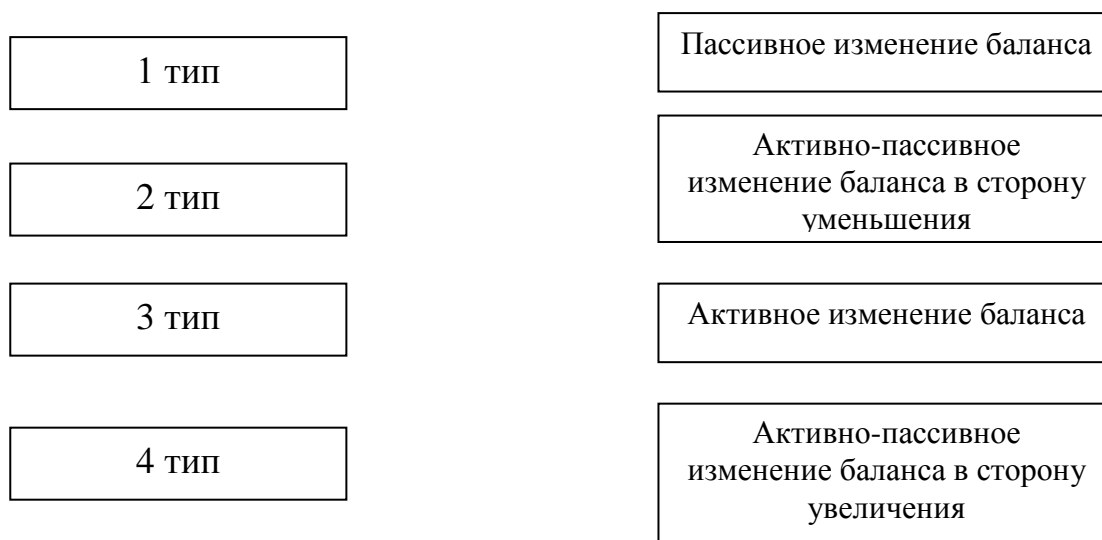 1 тип
Пассивное изменение баланса
2 тип
Активно-пассивное
изменение баланса в сторону
уменьшения
3 тип
Активное изменение баланса
4 тип
Активно-пассивное
изменение баланса в сторону
увеличения